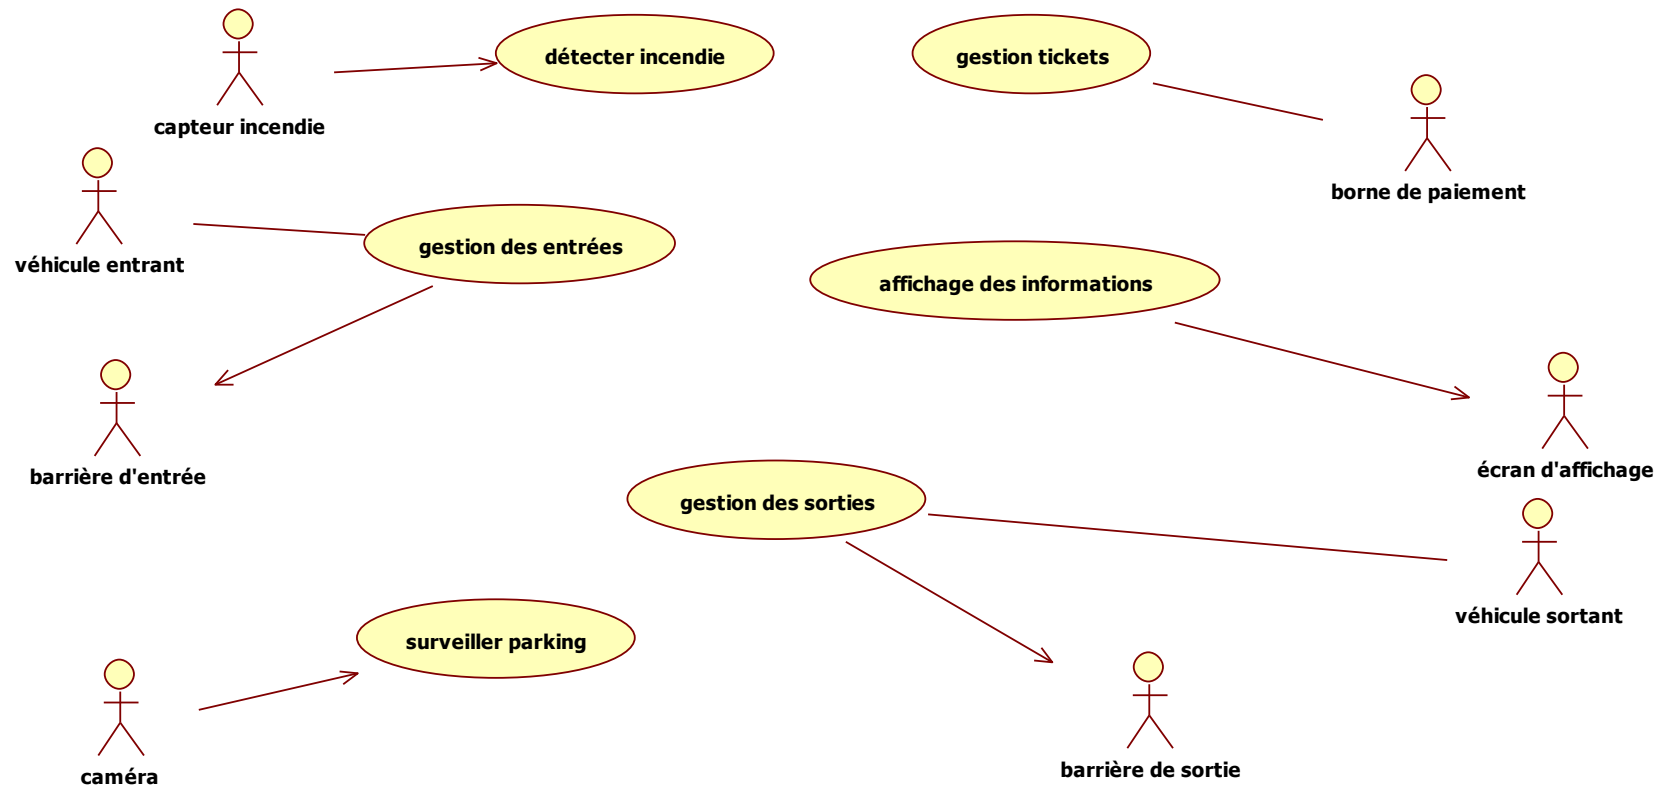 détecter incendie
gestion tickets
capteur incendie
borne de paiement
véhicule entrant
gestion des entrées
affichage des informations
barrière d'entrée
écran d'affichage
gestion des sorties
véhicule sortant
surveiller parking
barrière de sortie
caméra